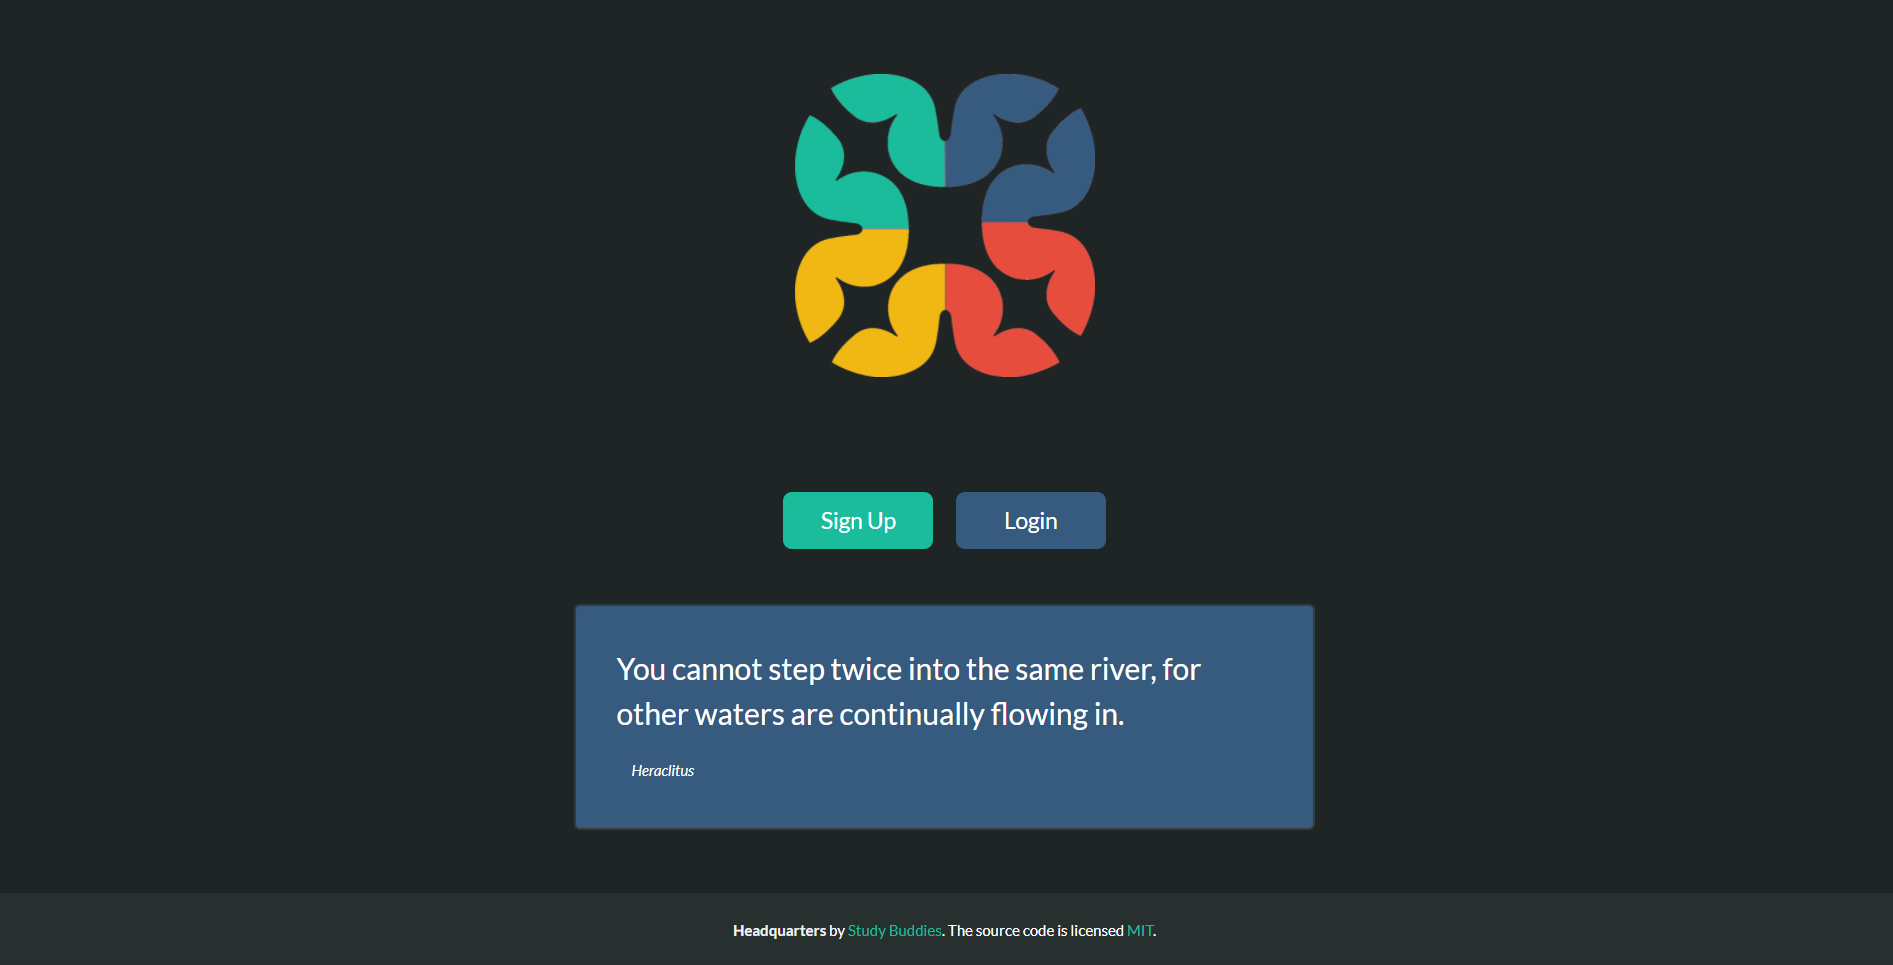 Sign Up
Login
You cannot step twice into the same river, for
other waters are continually flowing in.
Heraclitus
Headquarters by Study Buddies. The source code is licensed MIT.